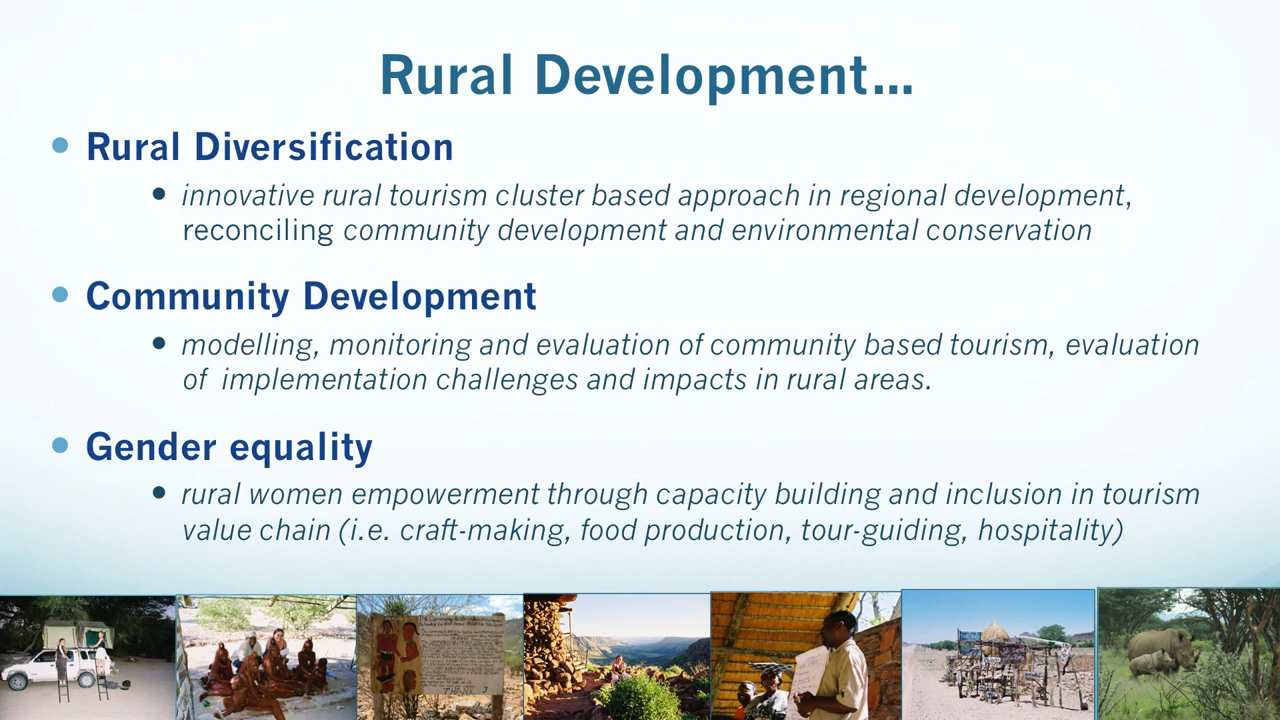 Rural Development...
• Rural Diversification
• innovative rural tourism cluster based approach in regional development,
reconciling community development and environmental conservation
• Community Development
• modelling, monitoring and evaluation of community based tourism, evaluation
of implementation challenges and impacts in rural areas.
• Gender equality
• rural women empowerment through capacity building and inclusion in tourism
value chain (i.e. craft-making, food production, tour-guiding, hospitality)